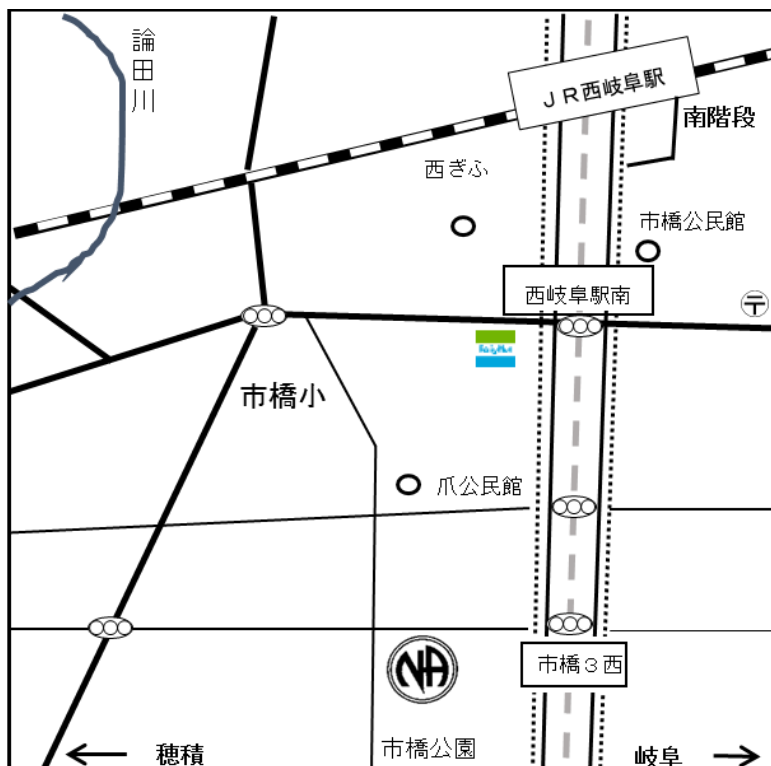 論田川
JR西岐阜駅
南階段
西ぎふ
市橋公民館
西岐阜駅南
〒
FamilyMart
市橋小
爪公民館
NA
市橋3西
市橋公園
← 穂積
岐阜 →